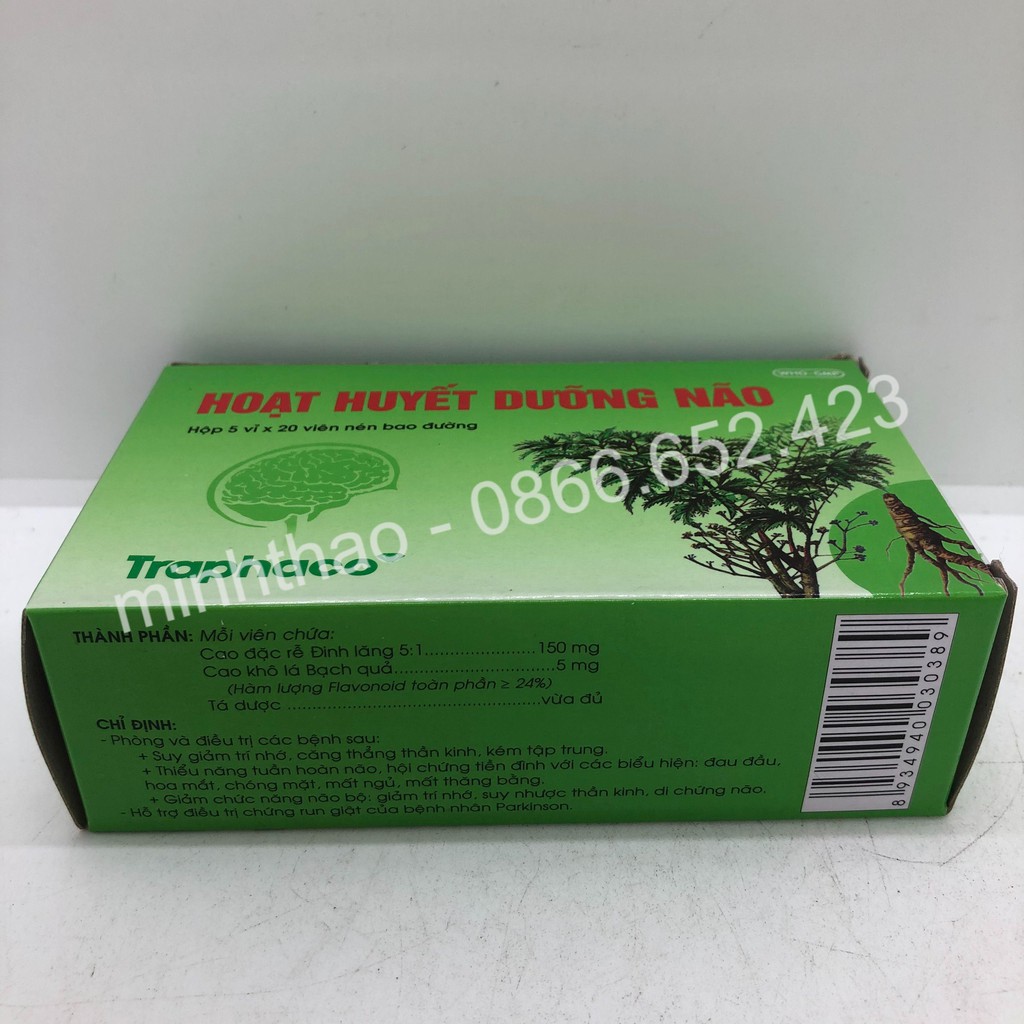 WHO-GMP
HOẠT HUYẾT DƯỠNG NÃO
Hộp 5 vỉ x 20 viên nén bao đường
Traphaco
minhthao - 0866.652.423
THÀNH PHẦN: Mỗi viên chứa:
Cao đặc rễ Đinh lăng 5:1......................150 mg
Cao khô lá Bạch quả................................5 mg
(Hàm lượng Flavonoid toàn phần ≥ 24%)
Tá dược ..................................................vừa đủ
CHỈ ĐỊNH:
- Phòng và điều trị các bệnh sau:
+ Suy giảm trí nhớ, căng thẳng thần kinh, kém tập trung.
+ Thiểu năng tuần hoàn não, hội chứng tiền đình với các biểu hiện: đau đầu,
hoa mắt, chóng mặt, mất ngủ, mất thăng bằng.
+ Giảm chức năng não bộ: giảm trí nhớ, suy nhược thần kinh, di chứng não.
- Hỗ trợ điều trị chứng run giật của bệnh nhân Parkinson.
8 934940 030389